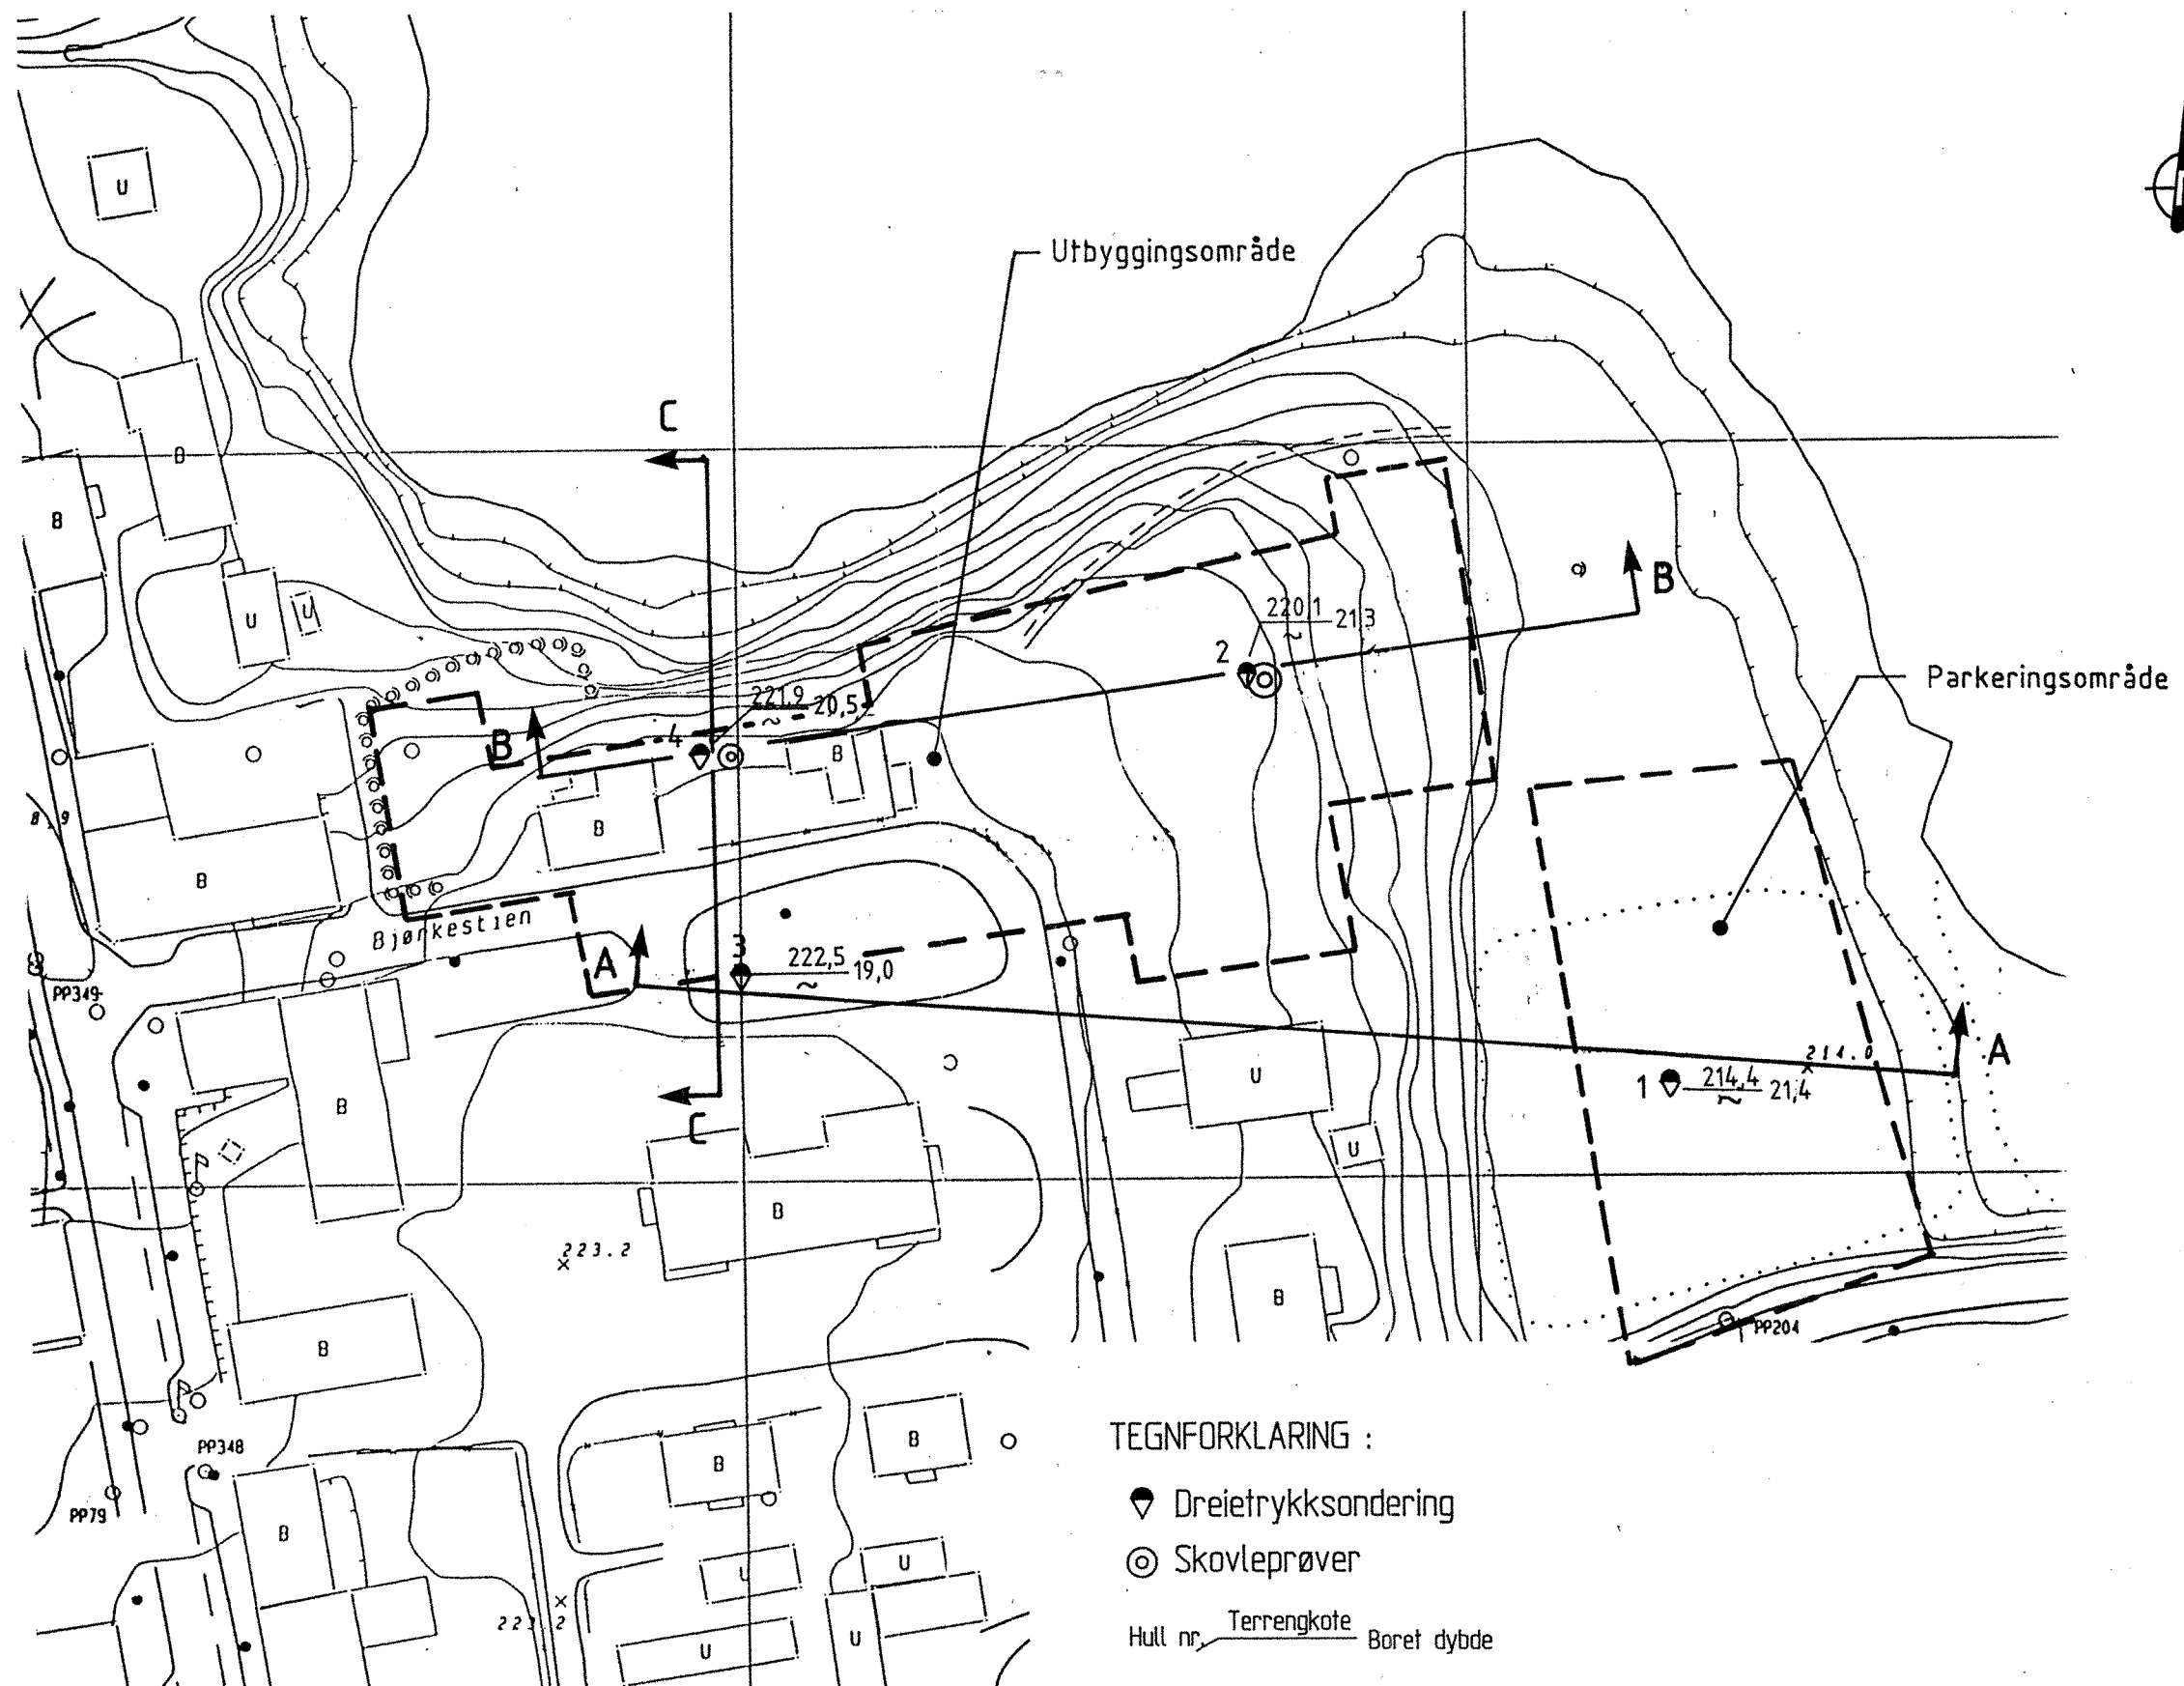 U
Utbyggingsområde
C
B
B
U
U
220,1
~ 21,3
B
2
Parkeringsområde
221,9
~ 20,5
4
B
B
B
B
Bjørkestien
3
A
222,5
~ 19,0
PP349
214.0
A
1 214,4
~ 21,4
U
B
C
U
B
223.2
B
B
PP204
TEGNFORKLARING :
B
B
PP348
PP79
Dreietrykksondering
B
Skovleprøver
U
U
Terrengkote
Hull nr. Boret dybde
U
U